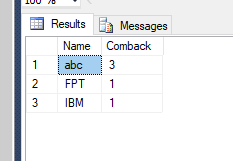 100 %
Results Messages
Name Comback
1 abc 3
2 FPT 1
3 IBM 1